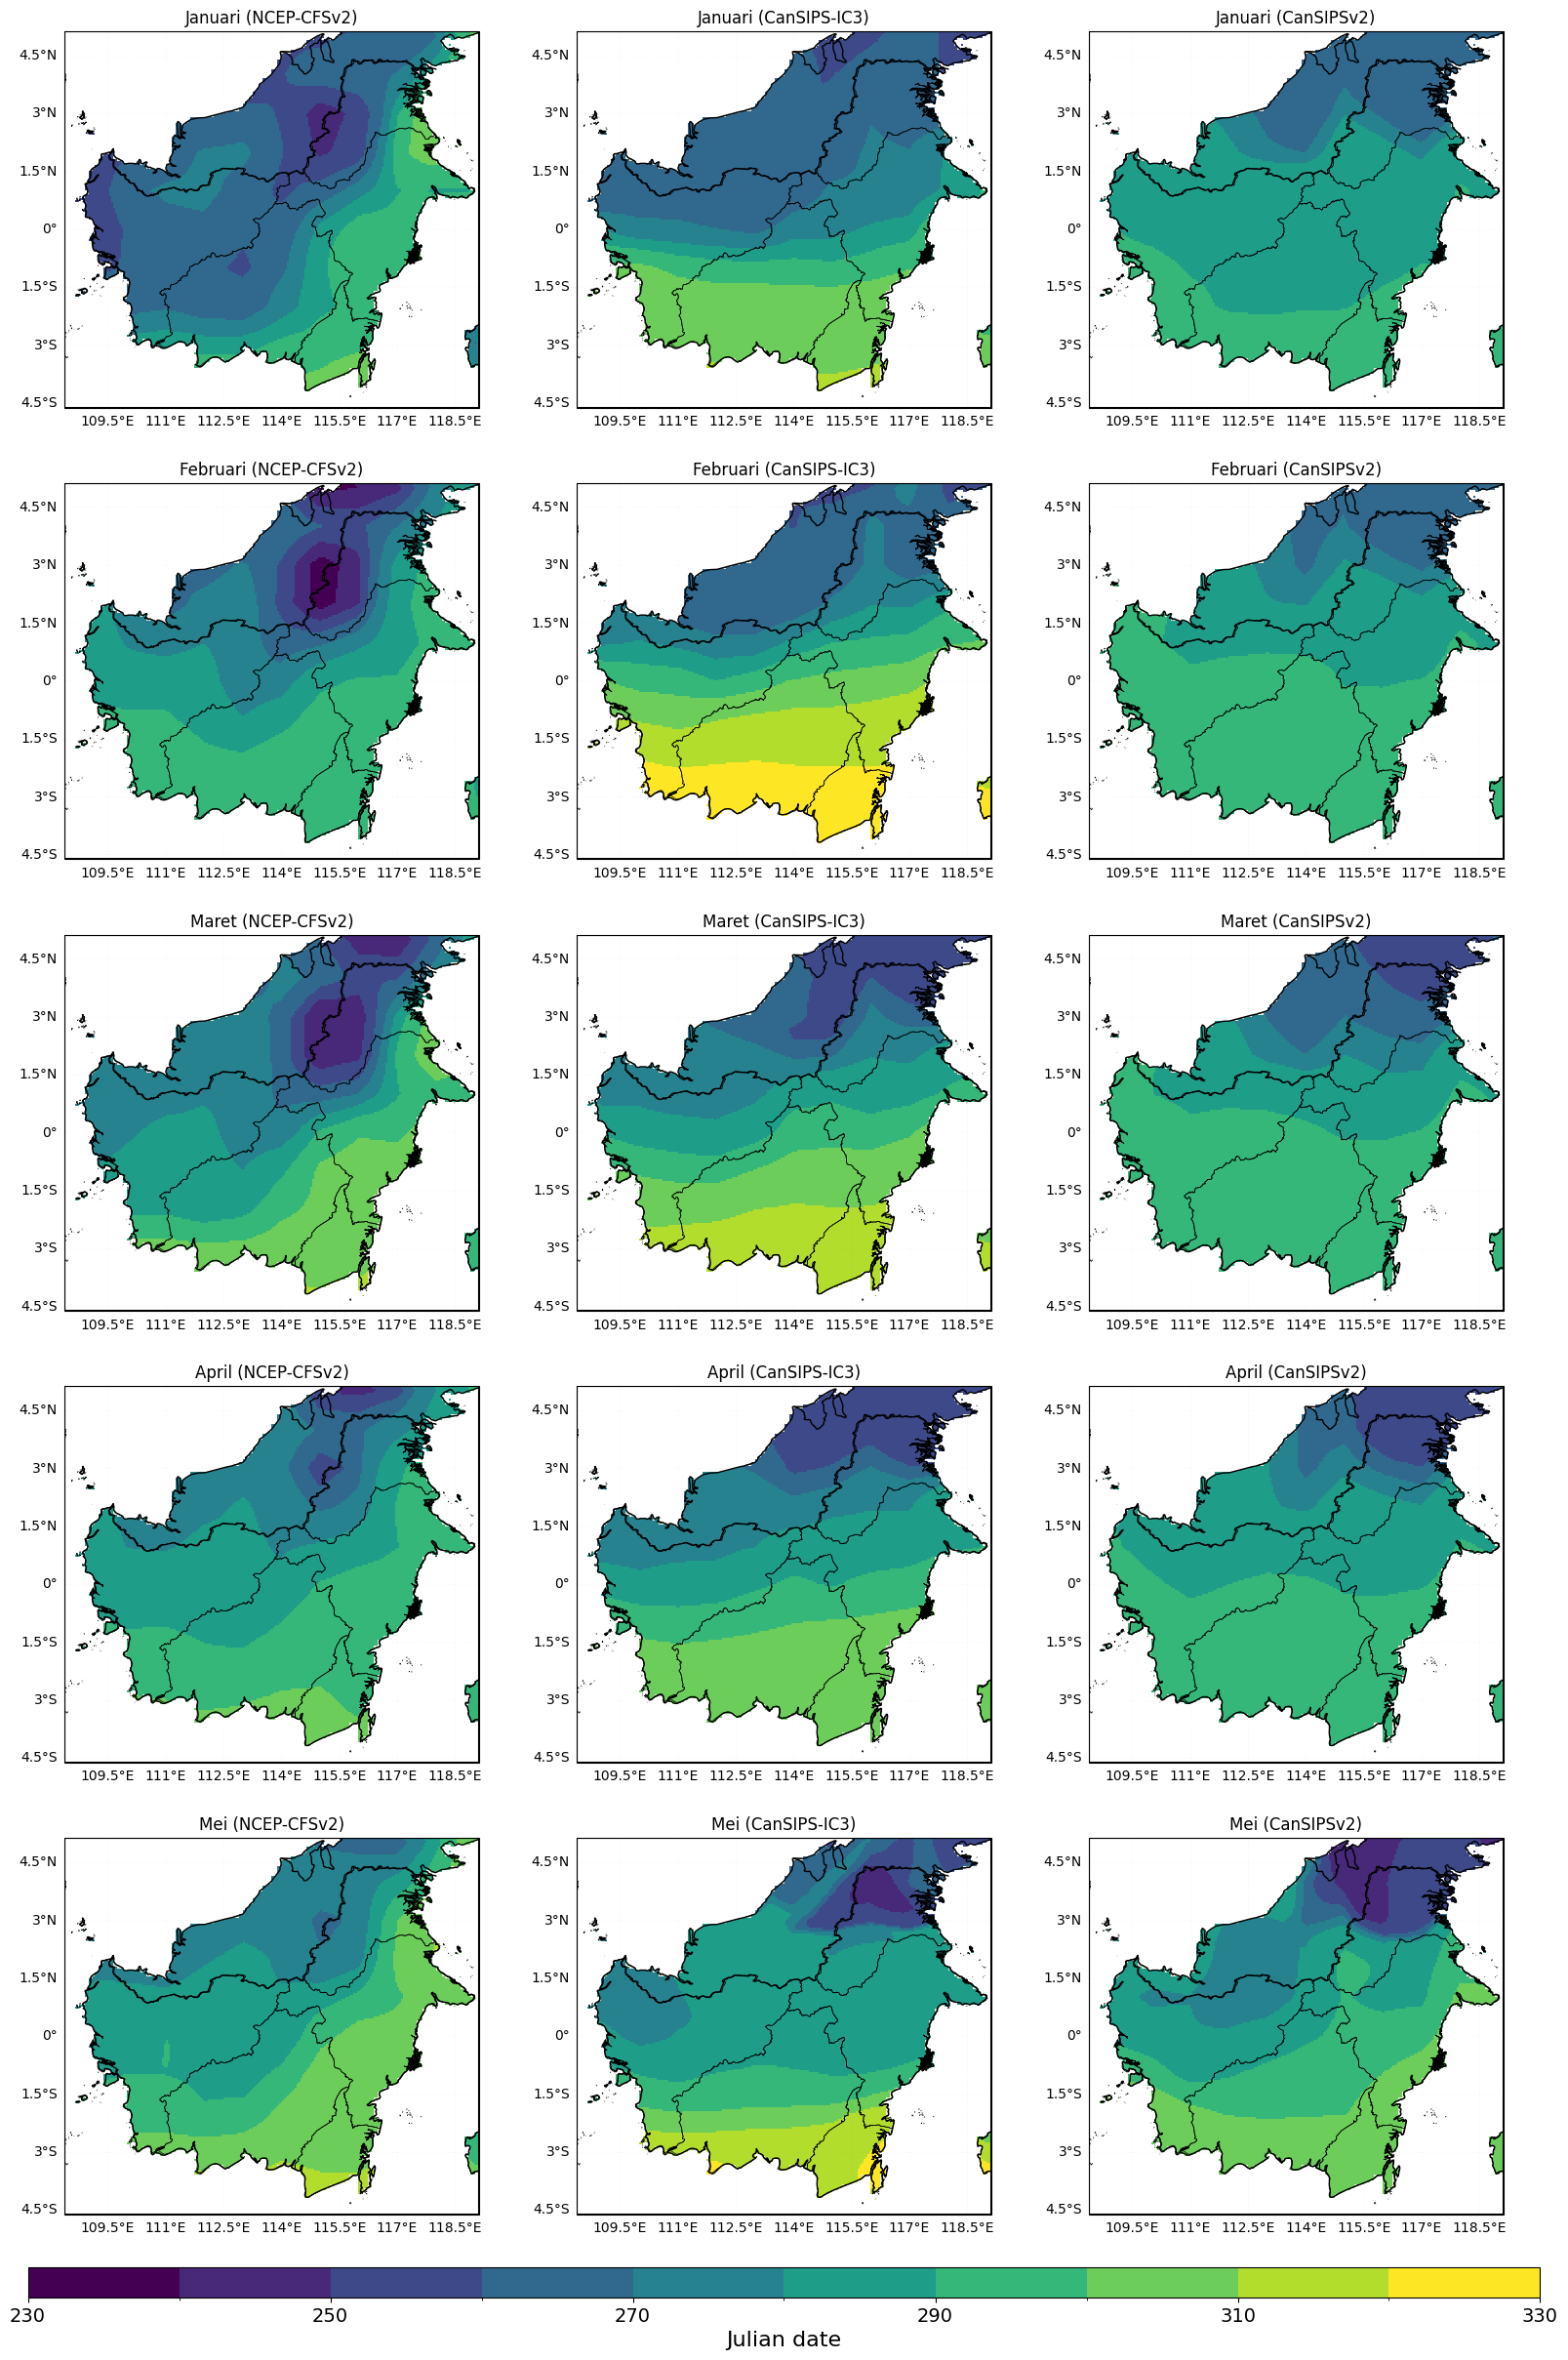 Januari (NCEP-CFSv2) Januari (CanSIPS-IC3) Januari (CanSIPSv2)
4.5°N 4.5°N 4.5°N
3°N 3°N 3°N
1.5°N 1.5°N 1.5°N
0° 0° 0°
1.5°S 1.5°S 1.5°S
3°S 3°S 3°S
4.5°S 4.5°S 4.5°S
109.5°E 111°E 112.5°E 114°E 115.5°E 117°E 118.5°E 109.5°E 111°E 112.5°E 114°E 115.5°E 117°E 118.5°E 109.5°E 111°E 112.5°E 114°E 115.5°E 117°E 118.5°E
Februari (NCEP-CFSv2) Februari (CanSIPS-IC3) Februari (CanSIPSv2)
4.5°N 4.5°N 4.5°N
3°N 3°N 3°N
1.5°N 1.5°N 1.5°N
0° 0° 0°
1.5°S 1.5°S 1.5°S
3°S 3°S 3°S
4.5°S 4.5°S 4.5°S
109.5°E 111°E 112.5°E 114°E 115.5°E 117°E 118.5°E 109.5°E 111°E 112.5°E 114°E 115.5°E 117°E 118.5°E 109.5°E 111°E 112.5°E 114°E 115.5°E 117°E 118.5°E
Maret (NCEP-CFSv2) Maret (CanSIPS-IC3) Maret (CanSIPSv2)
4.5°N 4.5°N 4.5°N
3°N 3°N 3°N
1.5°N 1.5°N 1.5°N
0° 0° 0°
1.5°S 1.5°S 1.5°S
3°S 3°S 3°S
4.5°S 4.5°S 4.5°S
109.5°E 111°E 112.5°E 114°E 115.5°E 117°E 118.5°E 109.5°E 111°E 112.5°E 114°E 115.5°E 117°E 118.5°E 109.5°E 111°E 112.5°E 114°E 115.5°E 117°E 118.5°E
April (NCEP-CFSv2) April (CanSIPS-IC3) April (CanSIPSv2)
4.5°N 4.5°N 4.5°N
3°N 3°N 3°N
1.5°N 1.5°N 1.5°N
0° 0° 0°
1.5°S 1.5°S 1.5°S
3°S 3°S 3°S
4.5°S 4.5°S 4.5°S
109.5°E 111°E 112.5°E 114°E 115.5°E 117°E 118.5°E 109.5°E 111°E 112.5°E 114°E 115.5°E 117°E 118.5°E 109.5°E 111°E 112.5°E 114°E 115.5°E 117°E 118.5°E
Mei (NCEP-CFSv2) Mei (CanSIPS-IC3) Mei (CanSIPSv2)
4.5°N 4.5°N 4.5°N
3°N 3°N 3°N
1.5°N 1.5°N 1.5°N
0° 0° 0°
1.5°S 1.5°S 1.5°S
3°S 3°S 3°S
4.5°S 4.5°S 4.5°S
109.5°E 111°E 112.5°E 114°E 115.5°E 117°E 118.5°E 109.5°E 111°E 112.5°E 114°E 115.5°E 117°E 118.5°E 109.5°E 111°E 112.5°E 114°E 115.5°E 117°E 118.5°E
230 250 270 290 310 330
Julian date